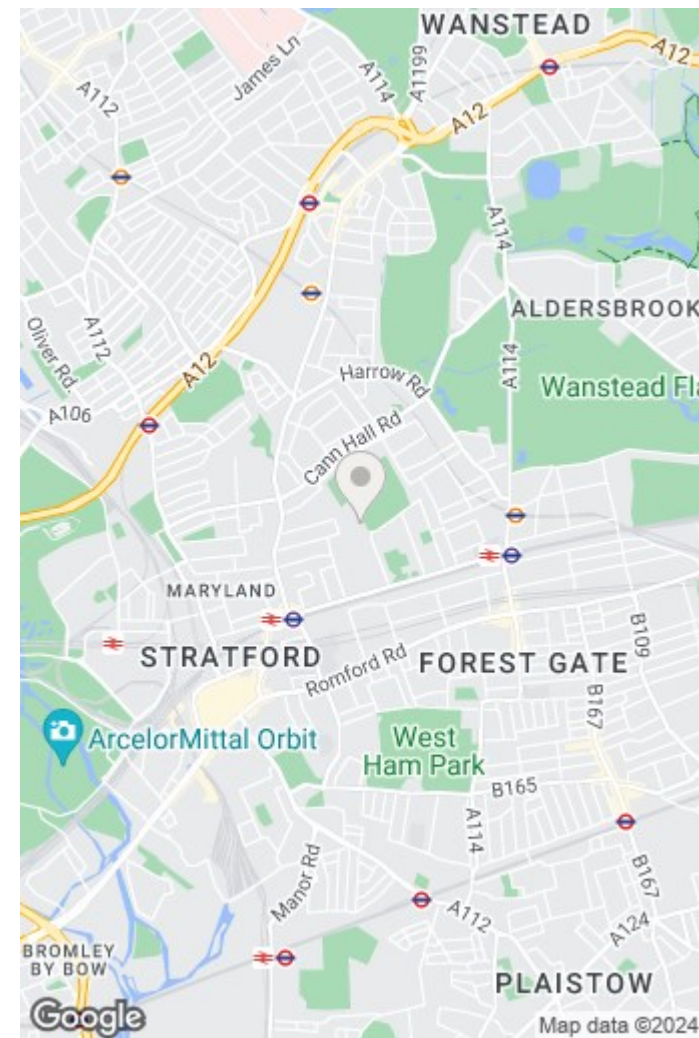 WANSTEAD
A12
A114
A1199
James Ln
A112
A12
A114
ALDERSBROOK
Oliver Rd.
A112
A12
A114
Harrow Rd
Wanstead Fla
A106
Cann Hall Rd
MARYLAND
B109
STRATFORD
Romford Rd
FOREST GATE
B167
ArcelorMittal Orbit
West
Ham Park
B165
A114
Manor Rd
B167
A112
A124
BROMLEY
BY BOW
PLAISTOW
Google
Map data ©2024